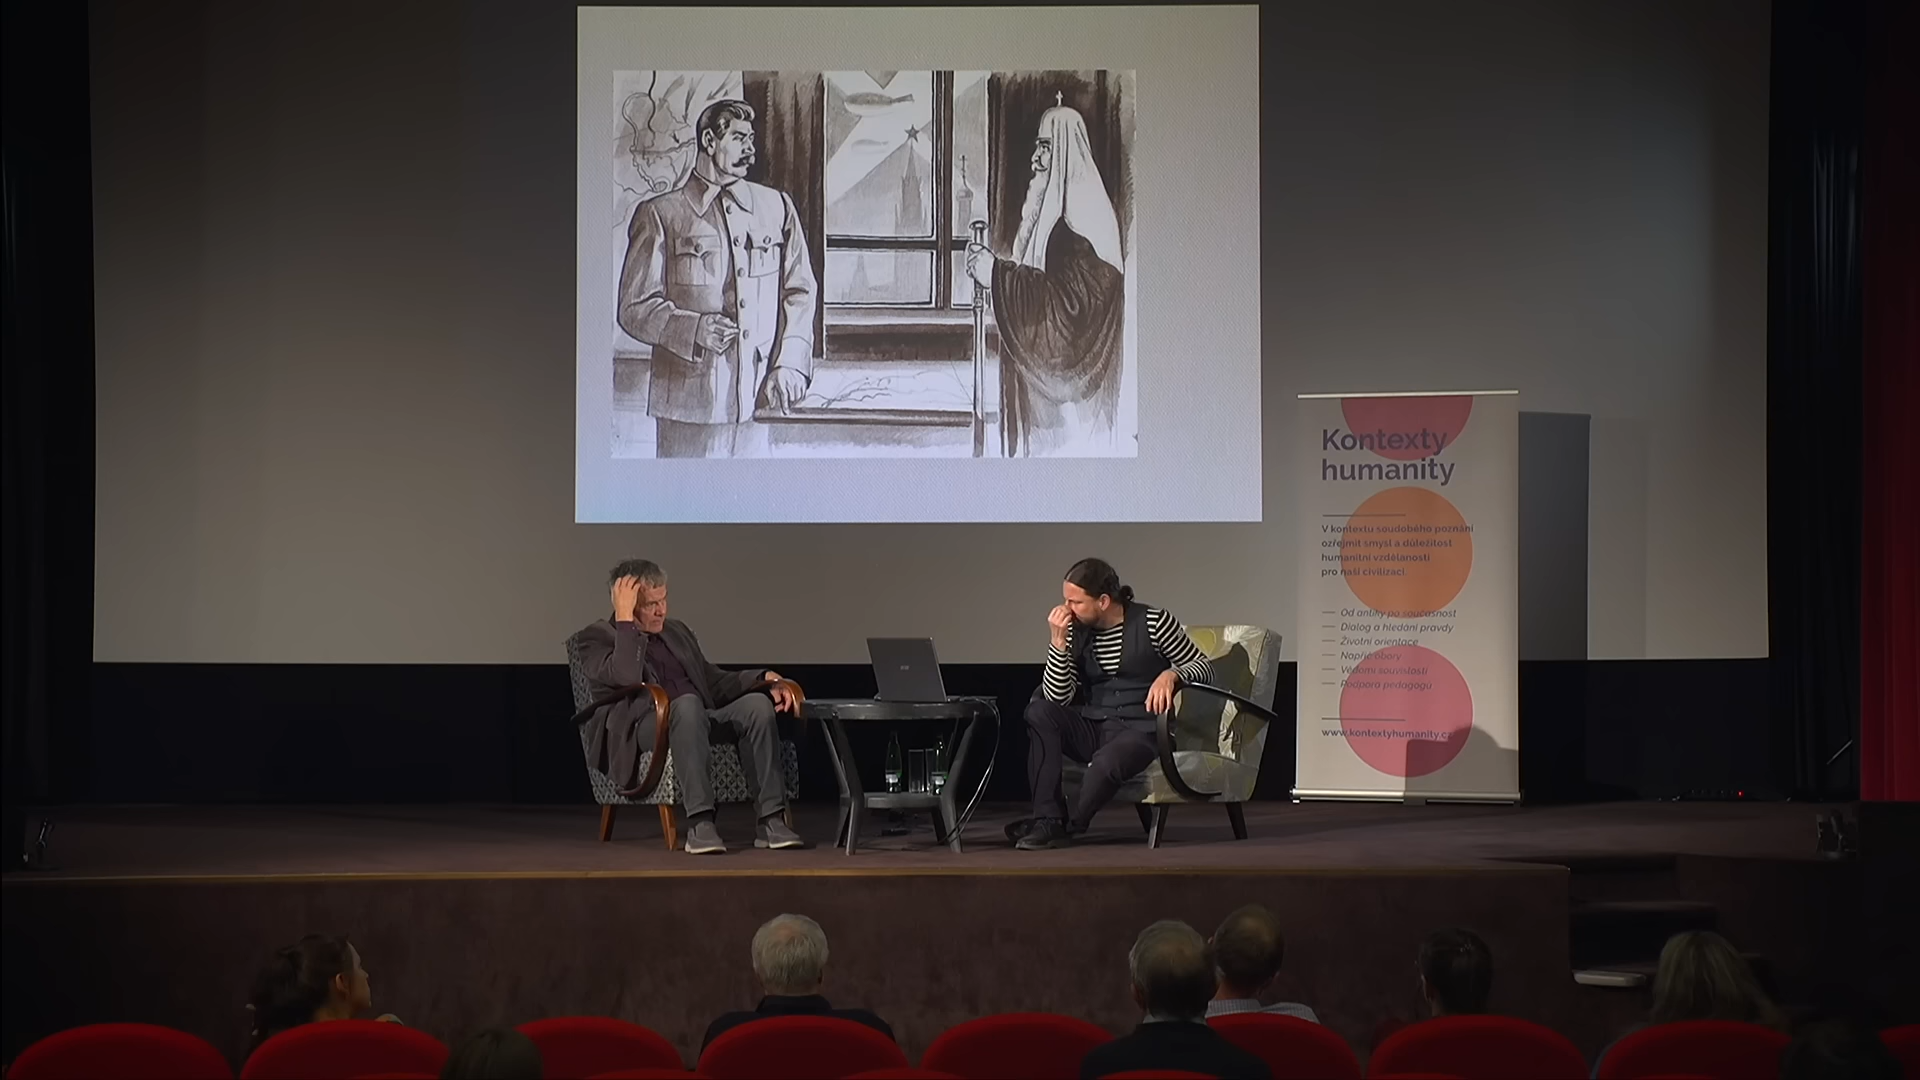 Kontexty
humanity
V kontextu soudobého poznání
ozřejmit smysl a důležitost
humanitní vzdělanosti
pro naši civilizaci.
— Od antiky po současnost
— Dialog a hledání pravdy
— Životní orientace
— Napříč obory
— Vědomí souvislostí
— Podpora pedagogů
www.kontextyhumanity.cz